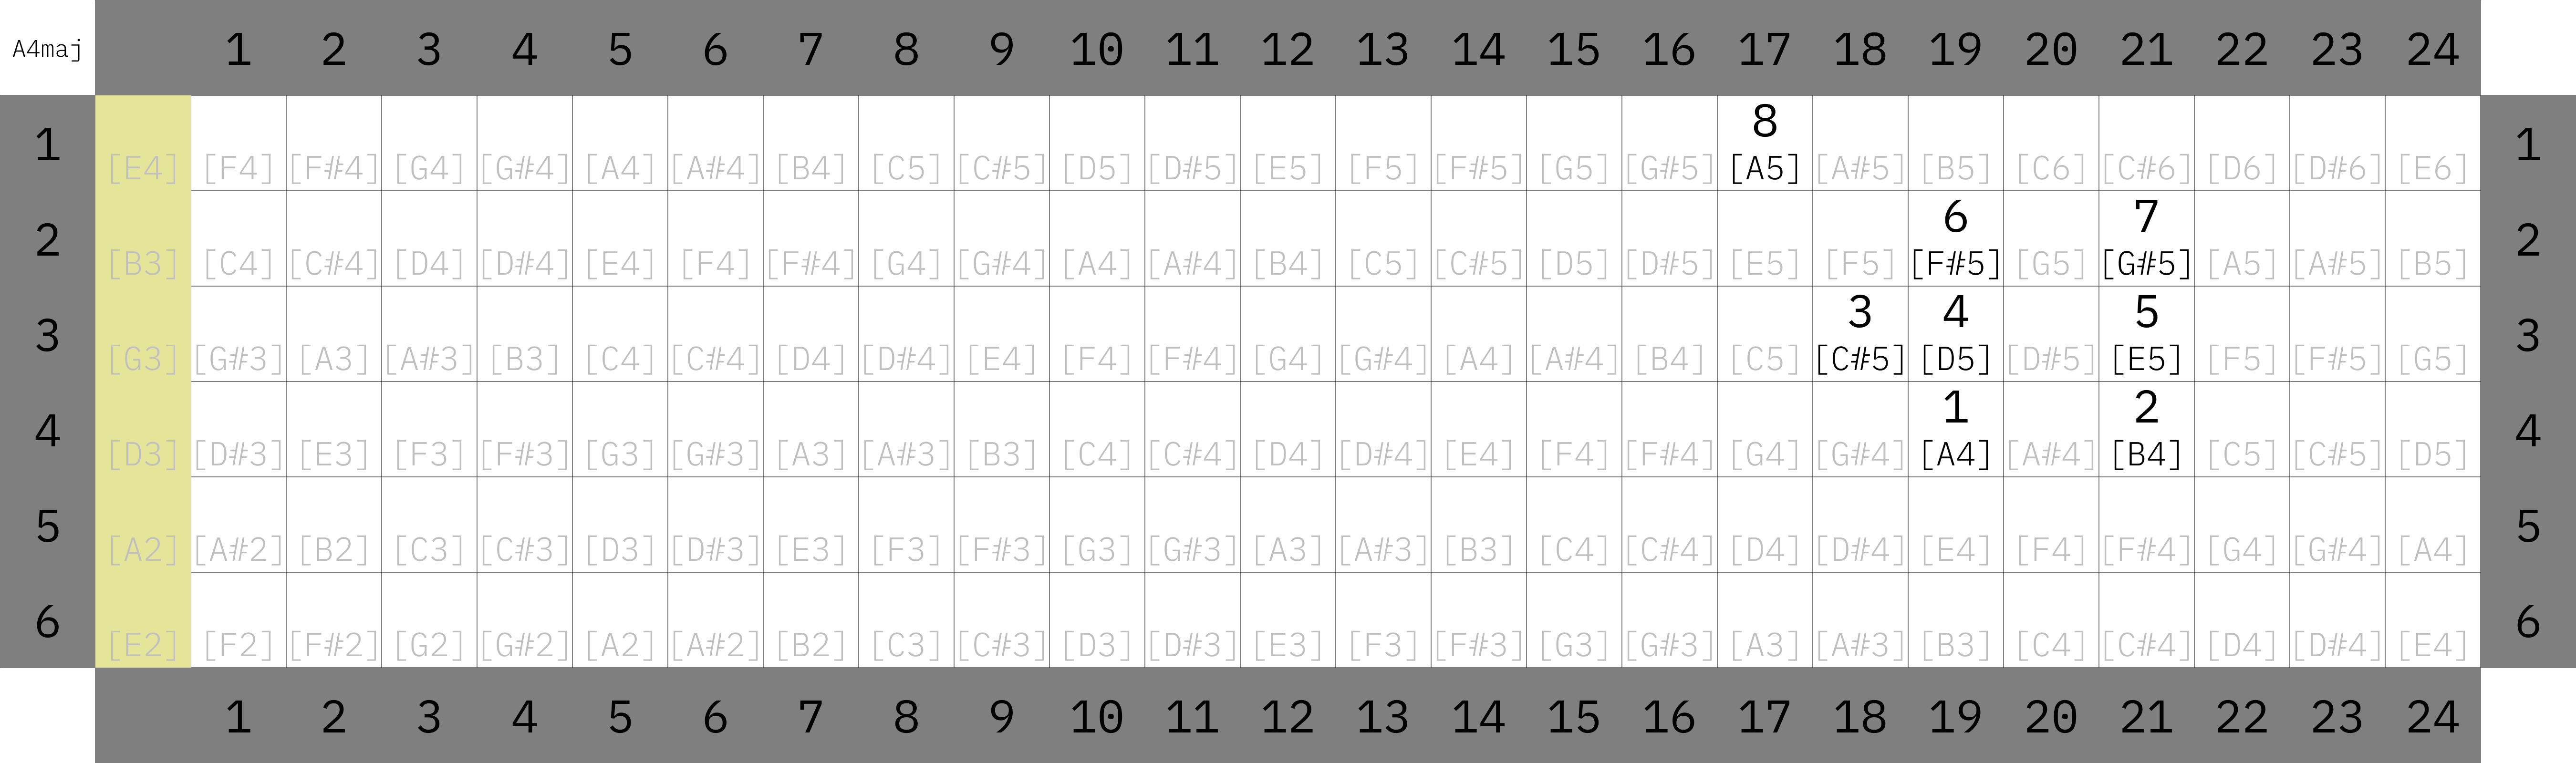 A4maj 1 2 3 4 5 6 7 8 9 10 11 12 13 14 15 16 17 18 19 20 21 22 23 24
8
1 [E4] [F4] [F#4] [G4] [G#4] [A4] [A#4] [B4] [C5] [C#5] [D5] [D#5] [E5] [F5] [F#5] [G5] [G#5] [A5] [A#5] [B5] [C6] [C#6] [D6] [D#6] [E6] 1
6 7
2 [B3] [C4] [C#4] [D4] [D#4] [E4] [F4] [F#4] [G4] [G#4] [A4] [A#4] [B4] [C5] [C#5] [D5] [D#5] [E5] [F5] [F#5] [G5] [G#5] [A5] [A#5] [B5] 2
3 4 5
3 [G3] [G#3] [A3] [A#3] [B3] [C4] [C#4] [D4] [D#4] [E4] [F4] [F#4] [G4] [G#4] [A4] [A#4] [B4] [C5] [C#5] [D5] [D#5] [E5] [F5] [F#5] [G5] 3
1 2
4 [D3] [D#3] [E3] [F3] [F#3] [G3] [G#3] [A3] [A#3] [B3] [C4] [C#4] [D4] [D#4] [E4] [F4] [F#4] [G4] [G#4] [A4] [A#4] [B4] [C5] [C#5] [D5] 4
5 [A2] [A#2] [B2] [C3] [C#3] [D3] [D#3] [E3] [F3] [F#3] [G3] [G#3] [A3] [A#3] [B3] [C4] [C#4] [D4] [D#4] [E4] [F4] [F#4] [G4] [G#4] [A4] 5
6 [E2] [F2] [F#2] [G2] [G#2] [A2] [A#2] [B2] [C3] [C#3] [D3] [D#3] [E3] [F3] [F#3] [G3] [G#3] [A3] [A#3] [B3] [C4] [C#4] [D4] [D#4] [E4] 6
1 2 3 4 5 6 7 8 9 10 11 12 13 14 15 16 17 18 19 20 21 22 23 24